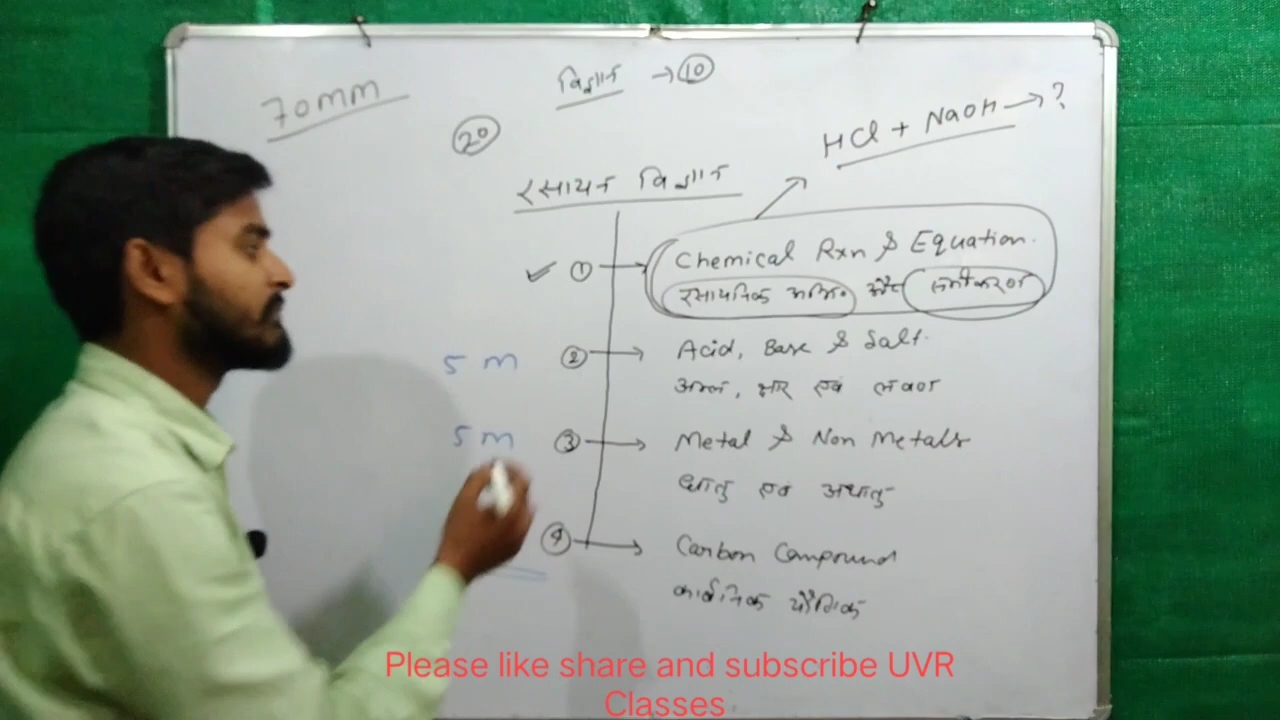 विज्ञान → 10
70mm
20
HCl + NaOH → ?
रसायन विज्ञान
① → Chemical Rxn & Equation.
रसायनिक अभि० और समीकरण
5 m ② → Acid, Base & Salt.
अम्ल, क्षार एवं लवण
5 m ③ → Metal & Non Metals
धातु एवं अधातु
④ → Carbon Compound
कार्बनिक यौगिक
Please like share and subscribe UVR
Classes